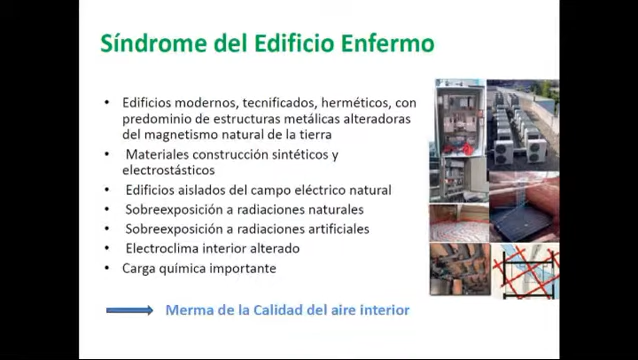 Síndrome del Edificio Enfermo
• Edificios modernos, tecnificados, herméticos, con
predominio de estructuras metálicas alteradoras
del magnetismo natural de la tierra
• Materiales construcción sintéticos y
electrostásticos
• Edificios aislados del campo eléctrico natural
• Sobreexposición a radiaciones naturales
• Sobreexposición a radiaciones artificiales
• Electroclima interior alterado
• Carga química importante
Merma de la Calidad del aire interior